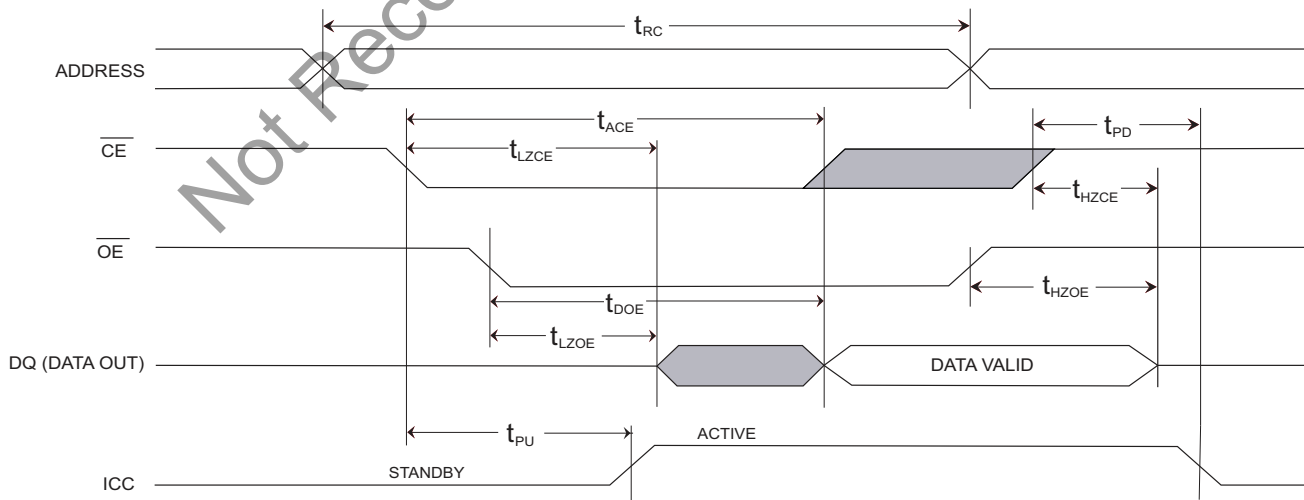 Not Reco
tRC
ADDRESS
tACE
tPD
CE
tLZCE
tHZCE
OE
tHZOE
tDOE
tLZOE
DQ (DATA OUT)
DATA VALID
tPU
ACTIVE
STANDBY
ICC